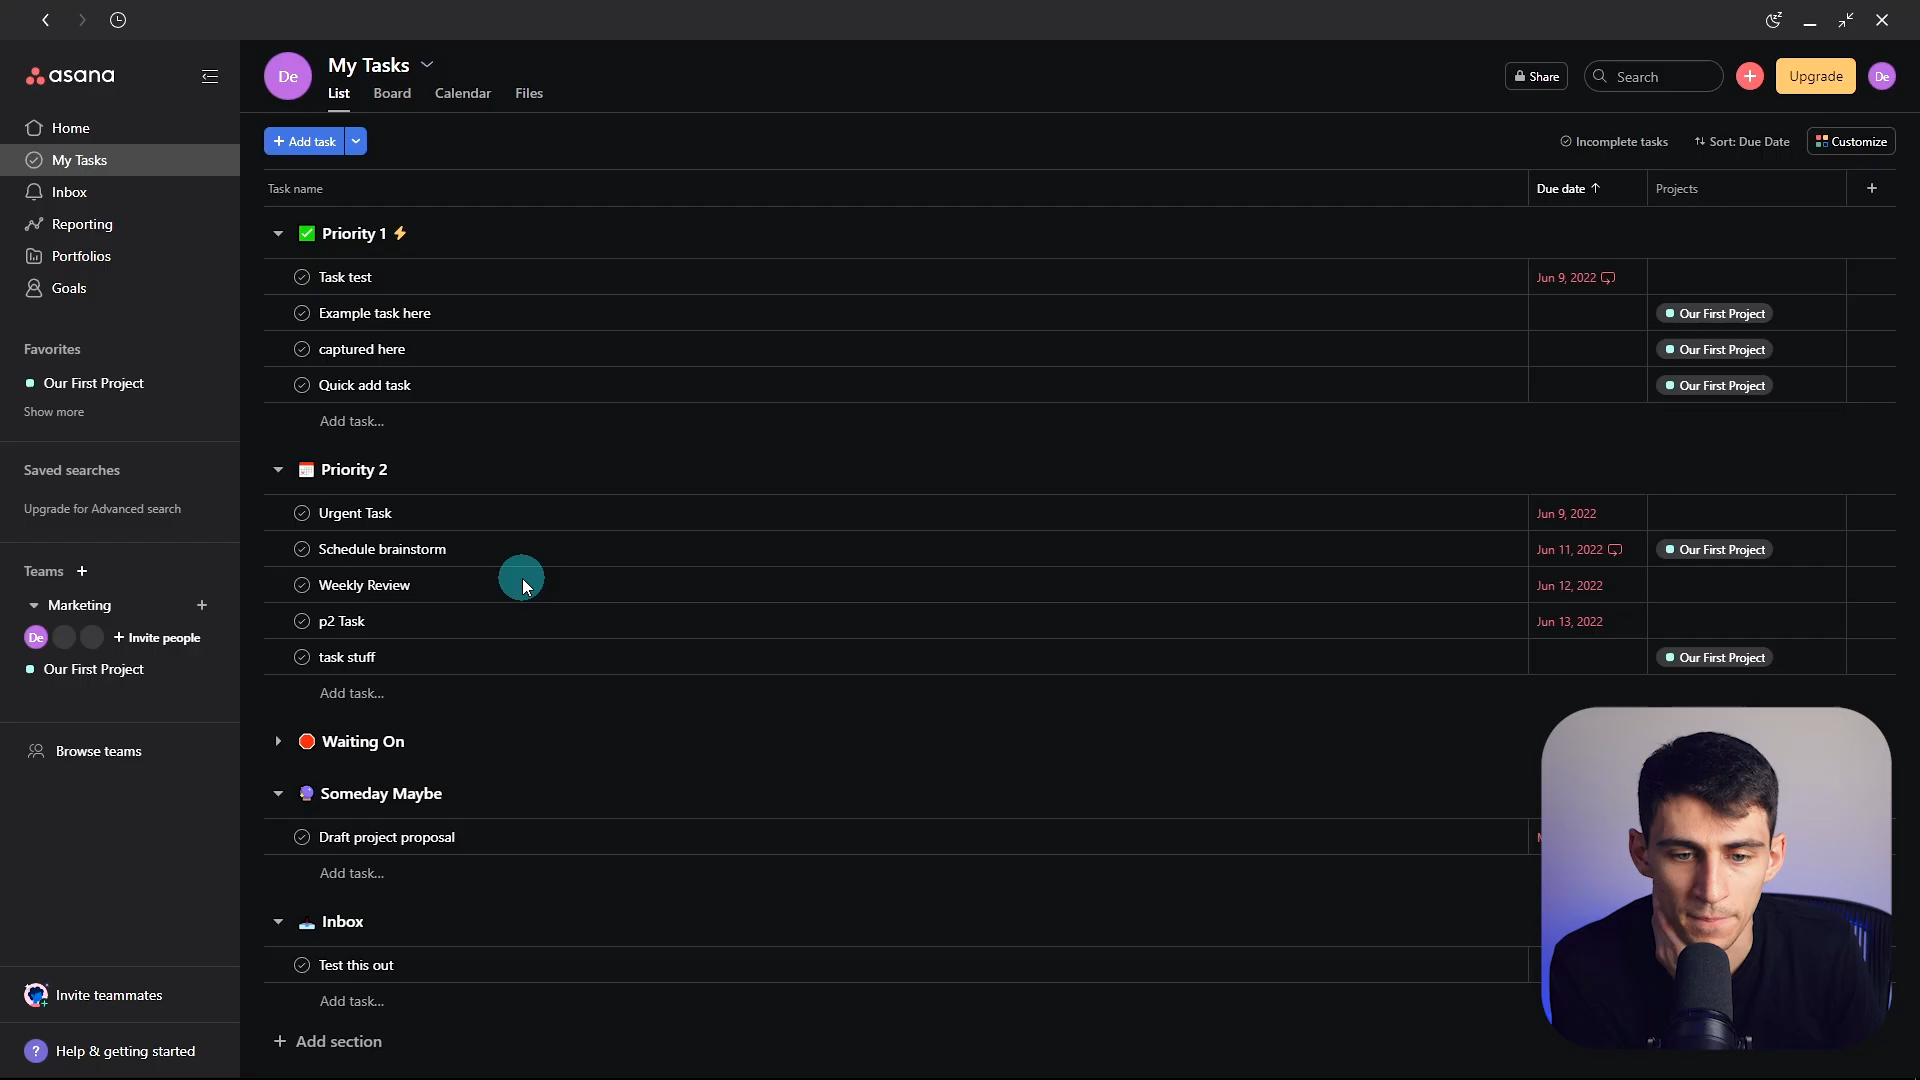 asana
Home
My Tasks
Inbox
Reporting
Portfolios
Goals
Favorites
Our First Project
Show more
Saved searches
Upgrade for Advanced search
Teams +
Marketing +
De + Invite people
Our First Project
Browse teams
Invite teammates
? Help & getting started
De
My Tasks
List Board Calendar Files
Share Search + Upgrade De
+ Add task
Incomplete tasks Sort: Due Date Customize
Task name Due date Projects +
Priority 1
Task test Jun 9, 2022
Example task here Our First Project
captured here Our First Project
Quick add task Our First Project
Add task...
Priority 2
Urgent Task Jun 9, 2022
Schedule brainstorm Jun 11, 2022 Our First Project
Weekly Review Jun 12, 2022
p2 Task Jun 13, 2022
task stuff Our First Project
Add task...
Waiting On
Someday Maybe
Draft project proposal
Add task...
Inbox
Test this out
Add task...
+ Add section